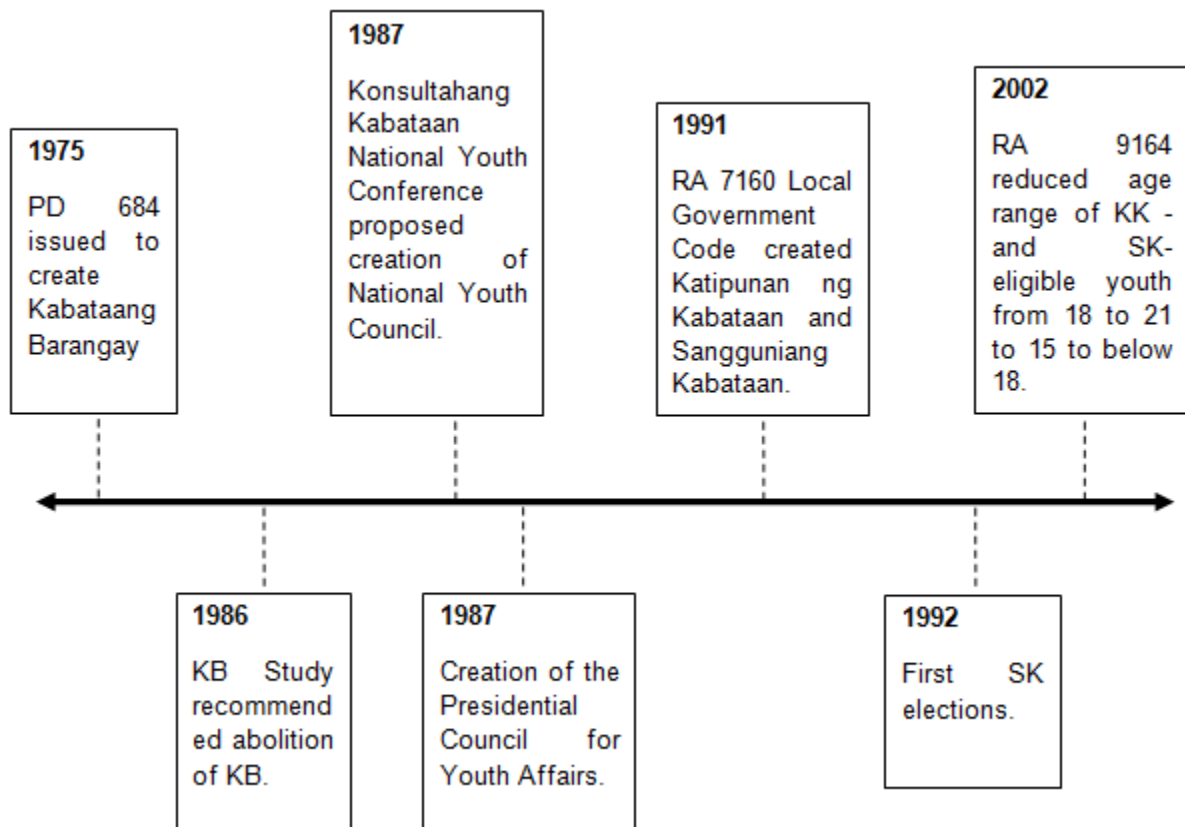 1975
PD 684
issued to
create
Kabataang
Barangay
1987
Konsultahang
Kabataan
National Youth
Conference
proposed
creation of
National Youth
Council.
1991
RA 7160 Local
Government
Code created
Katipunan ng
Kabataan and
Sangguniang
Kabataan.
2002
RA 9164
reduced age
range of KK -
and SK-
eligible youth
from 18 to 21
to 15 to below
18.
1986
KB Study
recommend
ed abolition
of KB.
1987
Creation of the
Presidential
Council for
Youth Affairs.
1992
First SK
elections.